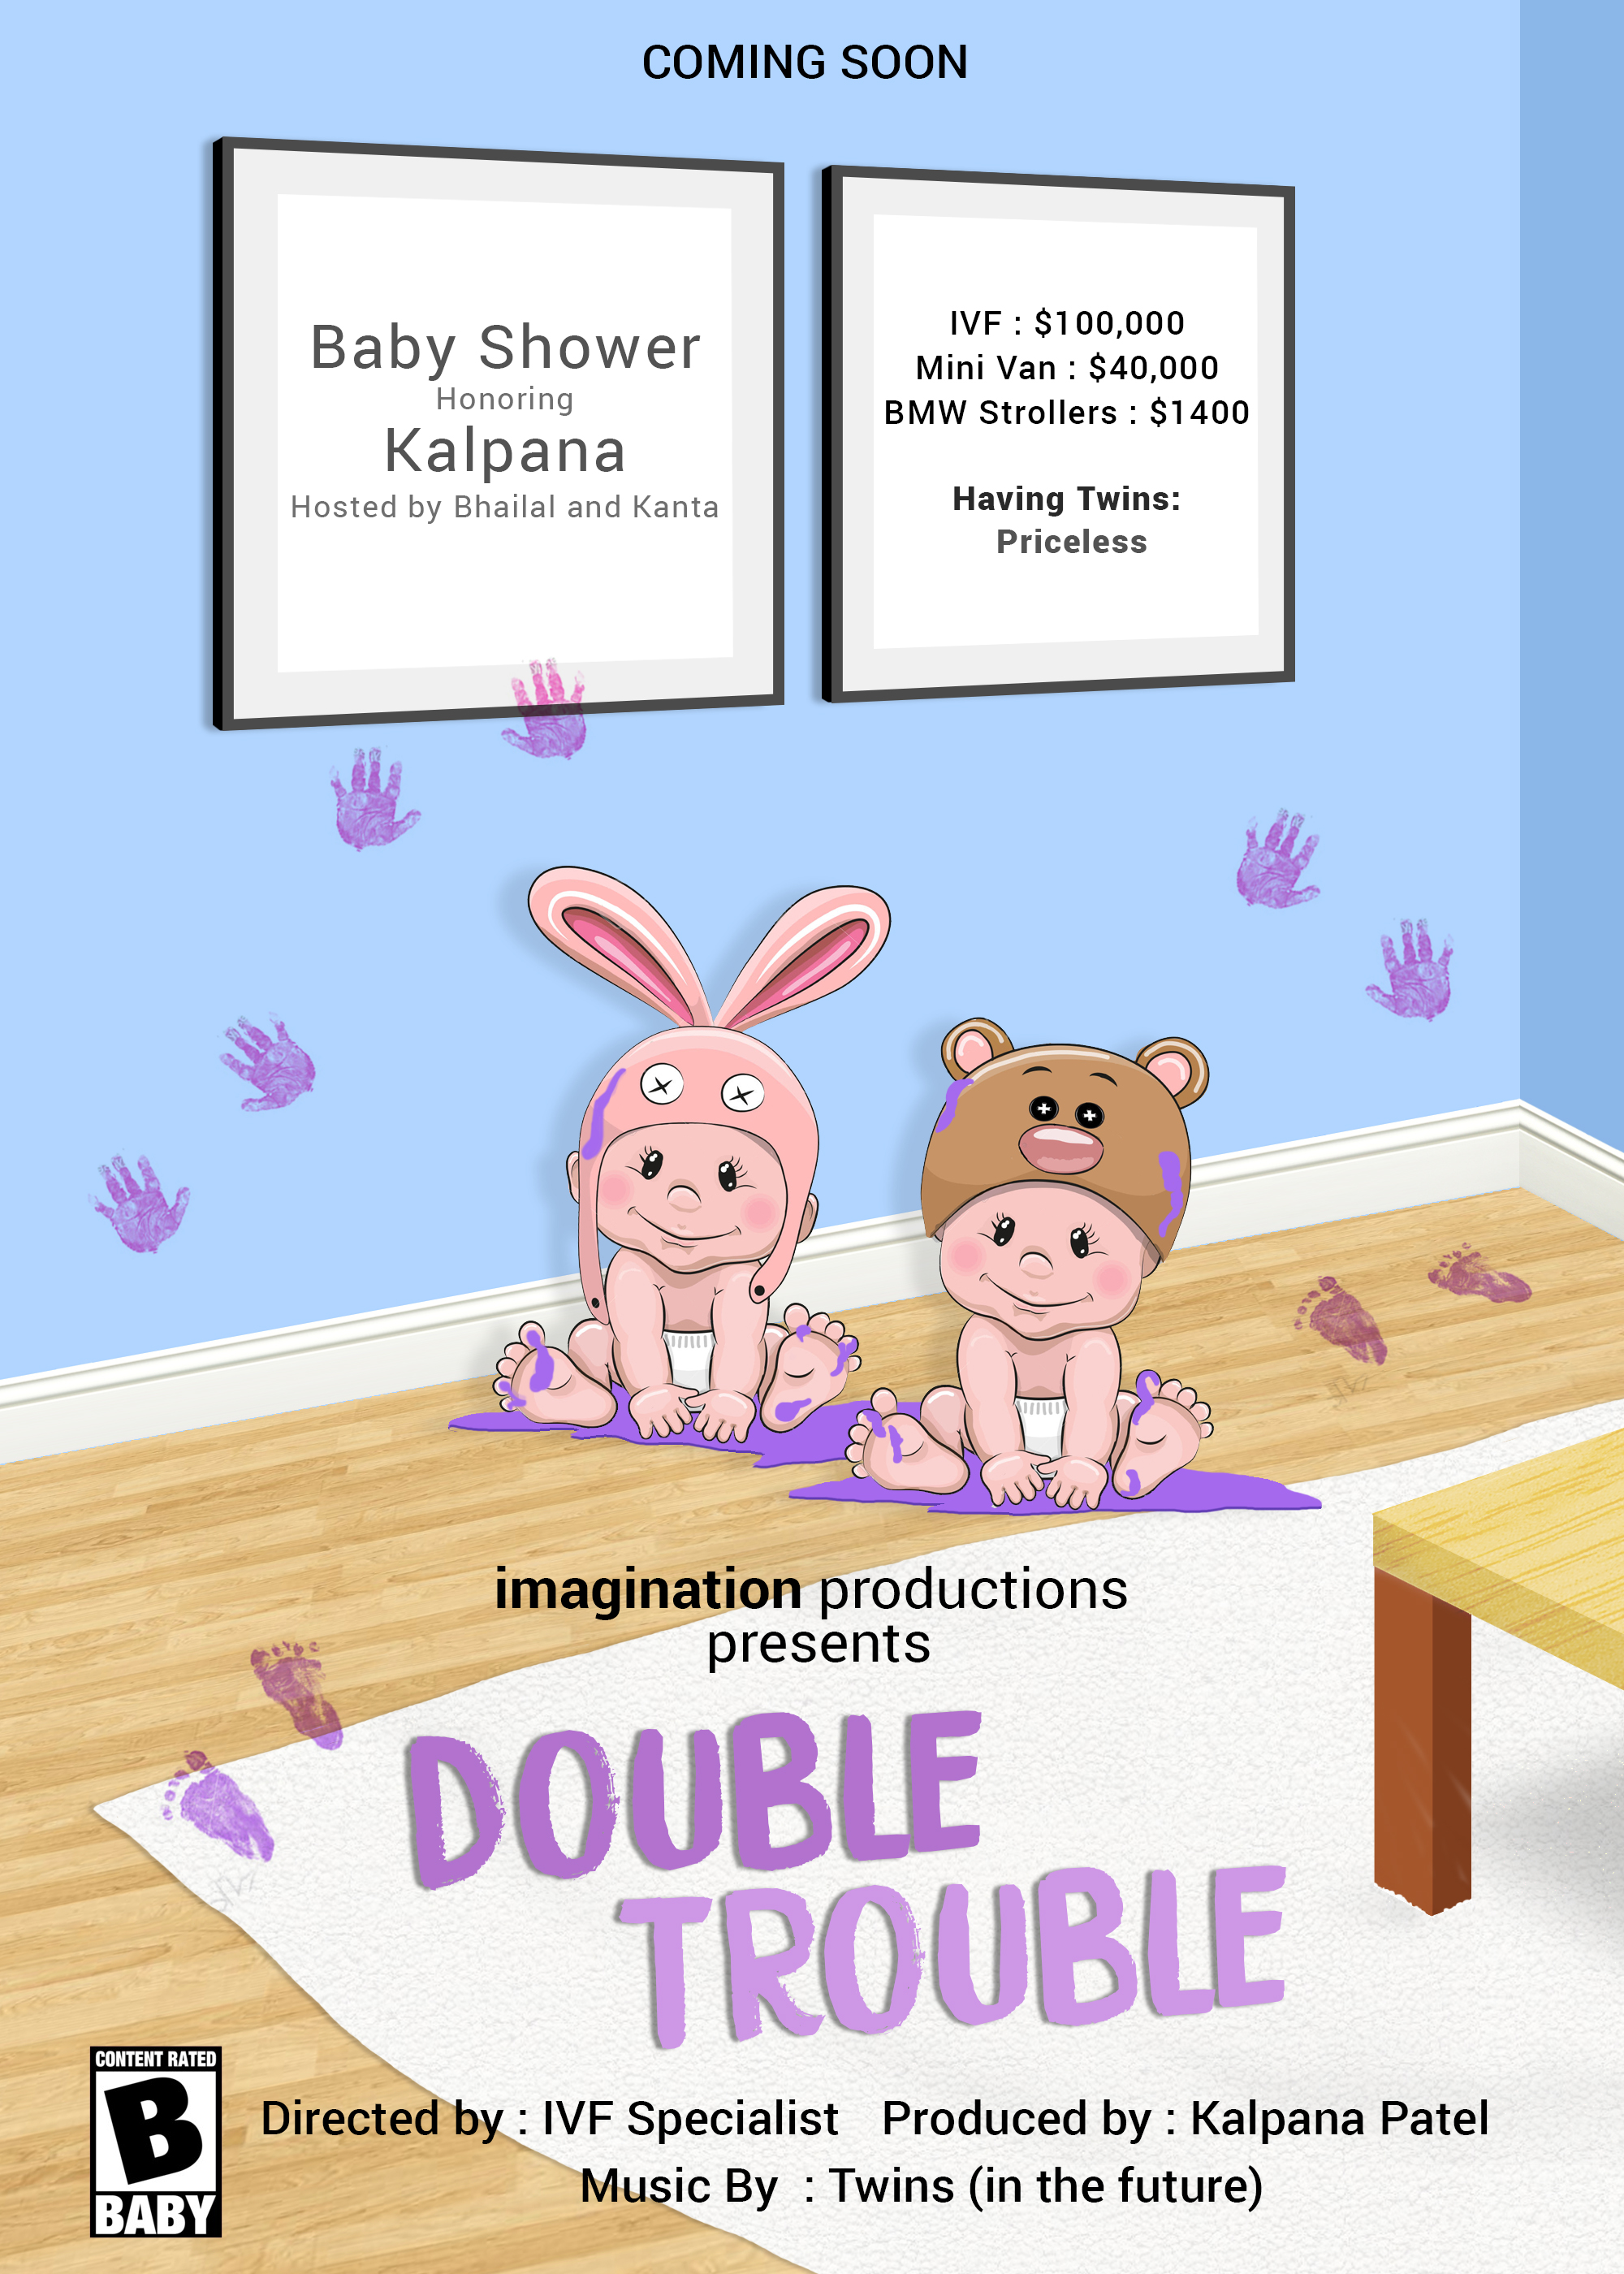 COMING SOON
Baby Shower
Honoring
Kalpana
Hosted by Bhailal and Kanta
IVF : $100,000
Mini Van : $40,000
BMW Strollers : $1400
Having Twins:
Priceless
imagination productions
presents
DOUBLE
TROUBLE
CONTENT RATED
B
BABY
Directed by : IVF Specialist   Produced by : Kalpana Patel
Music By  : Twins (in the future)